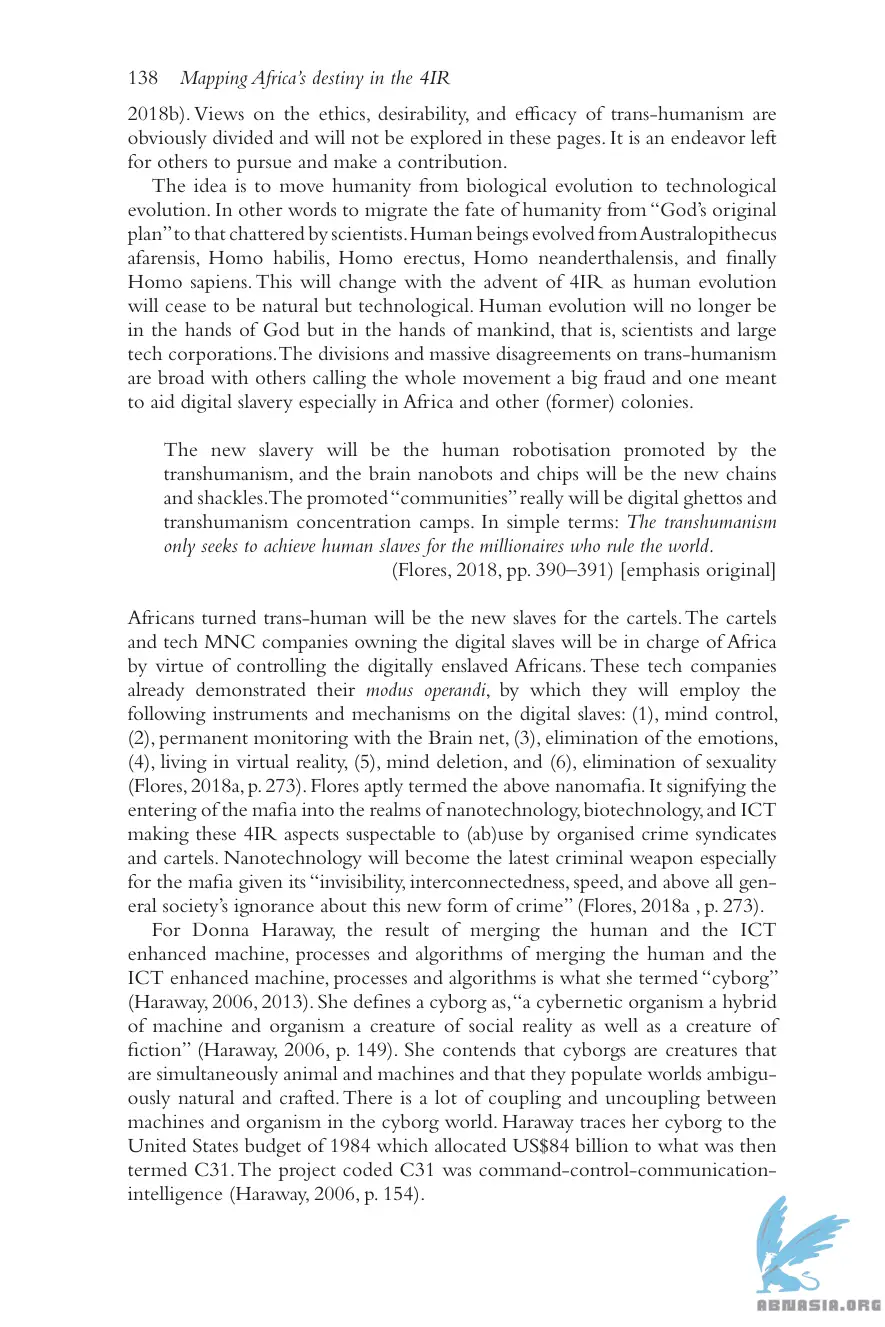 138 Mapping Africa's destiny in the 4IR
2018b). Views on the ethics, desirability, and efficacy of trans-humanism are
obviously divided and will not be explored in these pages. It is an endeavor left
for others to pursue and make a contribution.
The idea is to move humanity from biological evolution to technological
evolution. In other words to migrate the fate of humanity from “God's original
plan” to that chattered by scientists. Human beings evolved from Australopithecus
afarensis, Homo habilis, Homo erectus, Homo neanderthalensis, and finally
Homo sapiens. This will change with the advent of 4IR as human evolution
will cease to be natural but technological. Human evolution will no longer be
in the hands of God but in the hands of mankind, that is, scientists and large
tech corporations. The divisions and massive disagreements on trans-humanism
are broad with others calling the whole movement a big fraud and one meant
to aid digital slavery especially in Africa and other (former) colonies.
The new slavery will be the human robotisation promoted by the
transhumanism, and the brain nanobots and chips will be the new chains
and shackles. The promoted “communities” really will be digital ghettos and
transhumanism concentration camps. In simple terms: The transhumanism
only seeks to achieve human slaves for the millionaires who rule the world.
(Flores, 2018, pp. 390–391) [emphasis original]
Africans turned trans-human will be the new slaves for the cartels. The cartels
and tech MNC companies owning the digital slaves will be in charge of Africa
by virtue of controlling the digitally enslaved Africans. These tech companies
already demonstrated their modus operandi, by which they will employ the
following instruments and mechanisms on the digital slaves: (1), mind control,
(2), permanent monitoring with the Brain net, (3), elimination of the emotions,
(4), living in virtual reality, (5), mind deletion, and (6), elimination of sexuality
(Flores, 2018a, p. 273). Flores aptly termed the above nanomafia. It signifying the
entering of the mafia into the realms of nanotechnology, biotechnology, and ICT
making these 4IR aspects suspectable to (ab)use by organised crime syndicates
and cartels. Nanotechnology will become the latest criminal weapon especially
for the mafia given its “invisibility, interconnectedness, speed, and above all gen-
eral society's ignorance about this new form of crime” (Flores, 2018a , p. 273).
For Donna Haraway, the result of merging the human and the ICT
enhanced machine, processes and algorithms of merging the human and the
ICT enhanced machine, processes and algorithms is what she termed “cyborg”
(Haraway, 2006, 2013). She defines a cyborg as, “a cybernetic organism a hybrid
of machine and organism a creature of social reality as well as a creature of
fiction” (Haraway, 2006, p. 149). She contends that cyborgs are creatures that
are simultaneously animal and machines and that they populate worlds ambigu-
ously natural and crafted. There is a lot of coupling and uncoupling between
machines and organism in the cyborg world. Haraway traces her cyborg to the
United States budget of 1984 which allocated US$84 billion to what was then
termed C31. The project coded C31 was command-control-communication-
intelligence (Haraway, 2006, p. 154).
ABNASIA.ORG